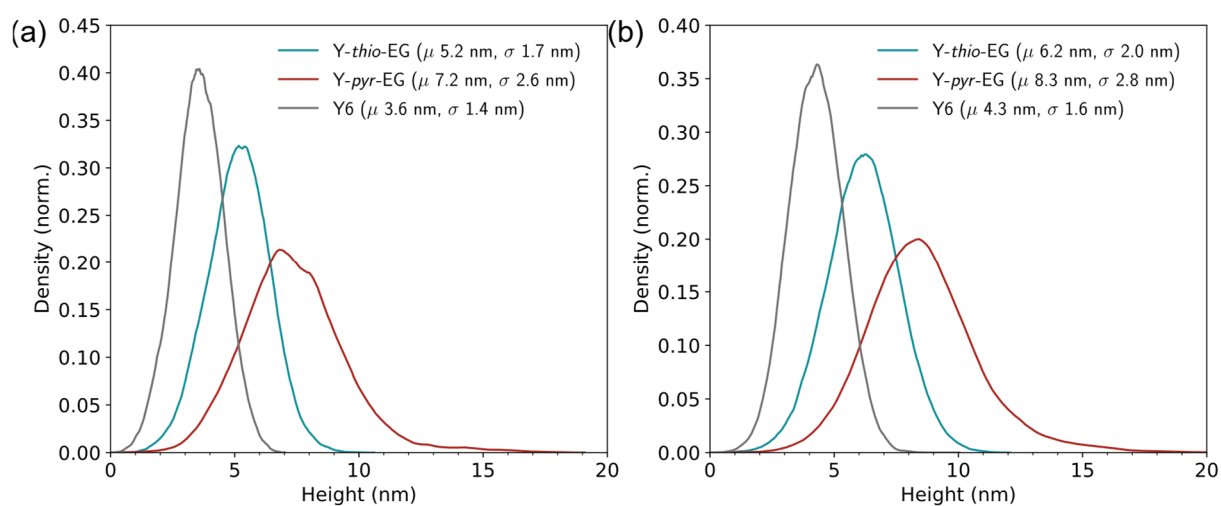 (a)
0.45
0.40
0.35
0.30
0.25
0.20
0.15
0.10
0.05
0.00
Density (norm.)
Y-thio-EG (μ 5.2 nm, σ 1.7 nm)
Y-pyr-EG (μ 7.2 nm, σ 2.6 nm)
Y6 (μ 3.6 nm, σ 1.4 nm)
0 5 10 15 20
Height (nm)
(b)
0.40
0.35
0.30
0.25
0.20
0.15
0.10
0.05
0.00
Density (norm.)
Y-thio-EG (μ 6.2 nm, σ 2.0 nm)
Y-pyr-EG (μ 8.3 nm, σ 2.8 nm)
Y6 (μ 4.3 nm, σ 1.6 nm)
0 5 10 15 20
Height (nm)